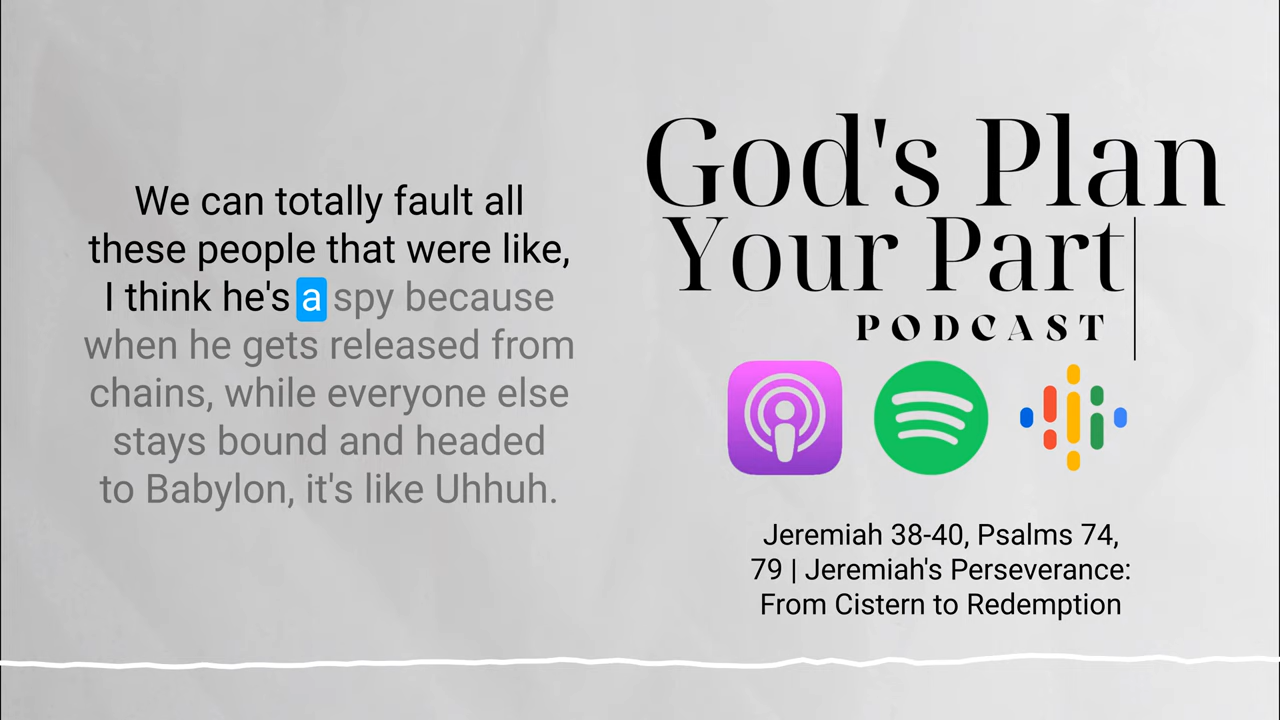 We can totally fault all
these people that were like,
I think he's a spy because
when he gets released from
chains, while everyone else
stays bound and headed
to Babylon, it's like Uhhuh.
God's Plan
Your Part
PODCAST
Jeremiah 38-40, Psalms 74,
79 | Jeremiah's Perseverance:
From Cistern to Redemption